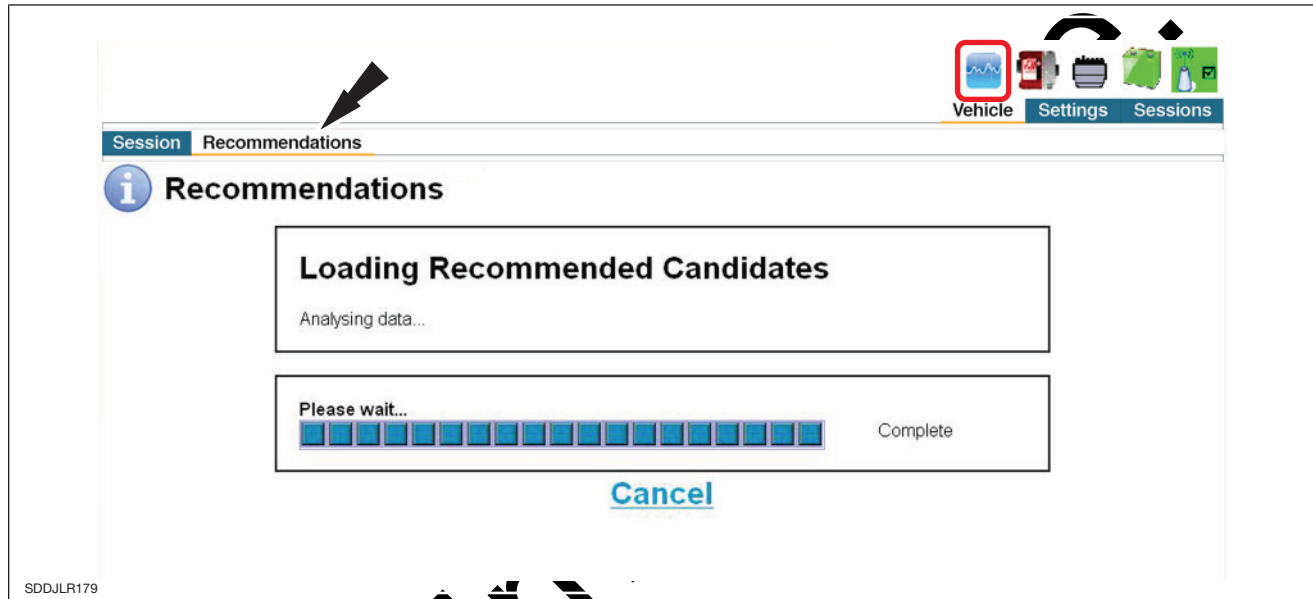 Vehicle Settings Sessions
Session Recommendations
Recommendations
Loading Recommended Candidates
Analysing data...
Please wait...
Complete
Cancel
SDDJLR179